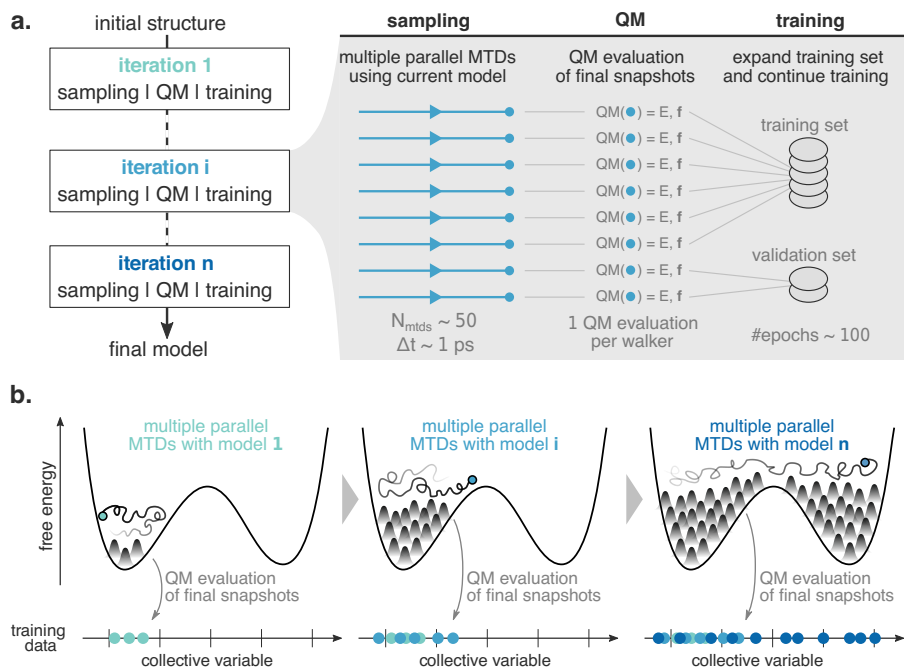 a.
initial structure
iteration 1
sampling | QM | training
iteration i
sampling | QM | training
iteration n
sampling | QM | training
final model
sampling
QM
training
multiple parallel MTDs
using current model
QM evaluation
of final snapshots
expand training set
and continue training
QM( ) = E, f
QM( ) = E, f
QM( ) = E, f
QM( ) = E, f
QM( ) = E, f
QM( ) = E, f
QM( ) = E, f
QM( ) = E, f
training set
validation set
N_mtds ~ 50
Δt ~ 1 ps
1 QM evaluation
per walker
#epochs ~ 100
b.
free energy
multiple parallel
MTDs with model 1
QM evaluation
of final snapshots
multiple parallel
MTDs with model i
QM evaluation
of final snapshots
multiple parallel
MTDs with model n
QM evaluation
of final snapshots
training
data
collective variable
collective variable
collective variable